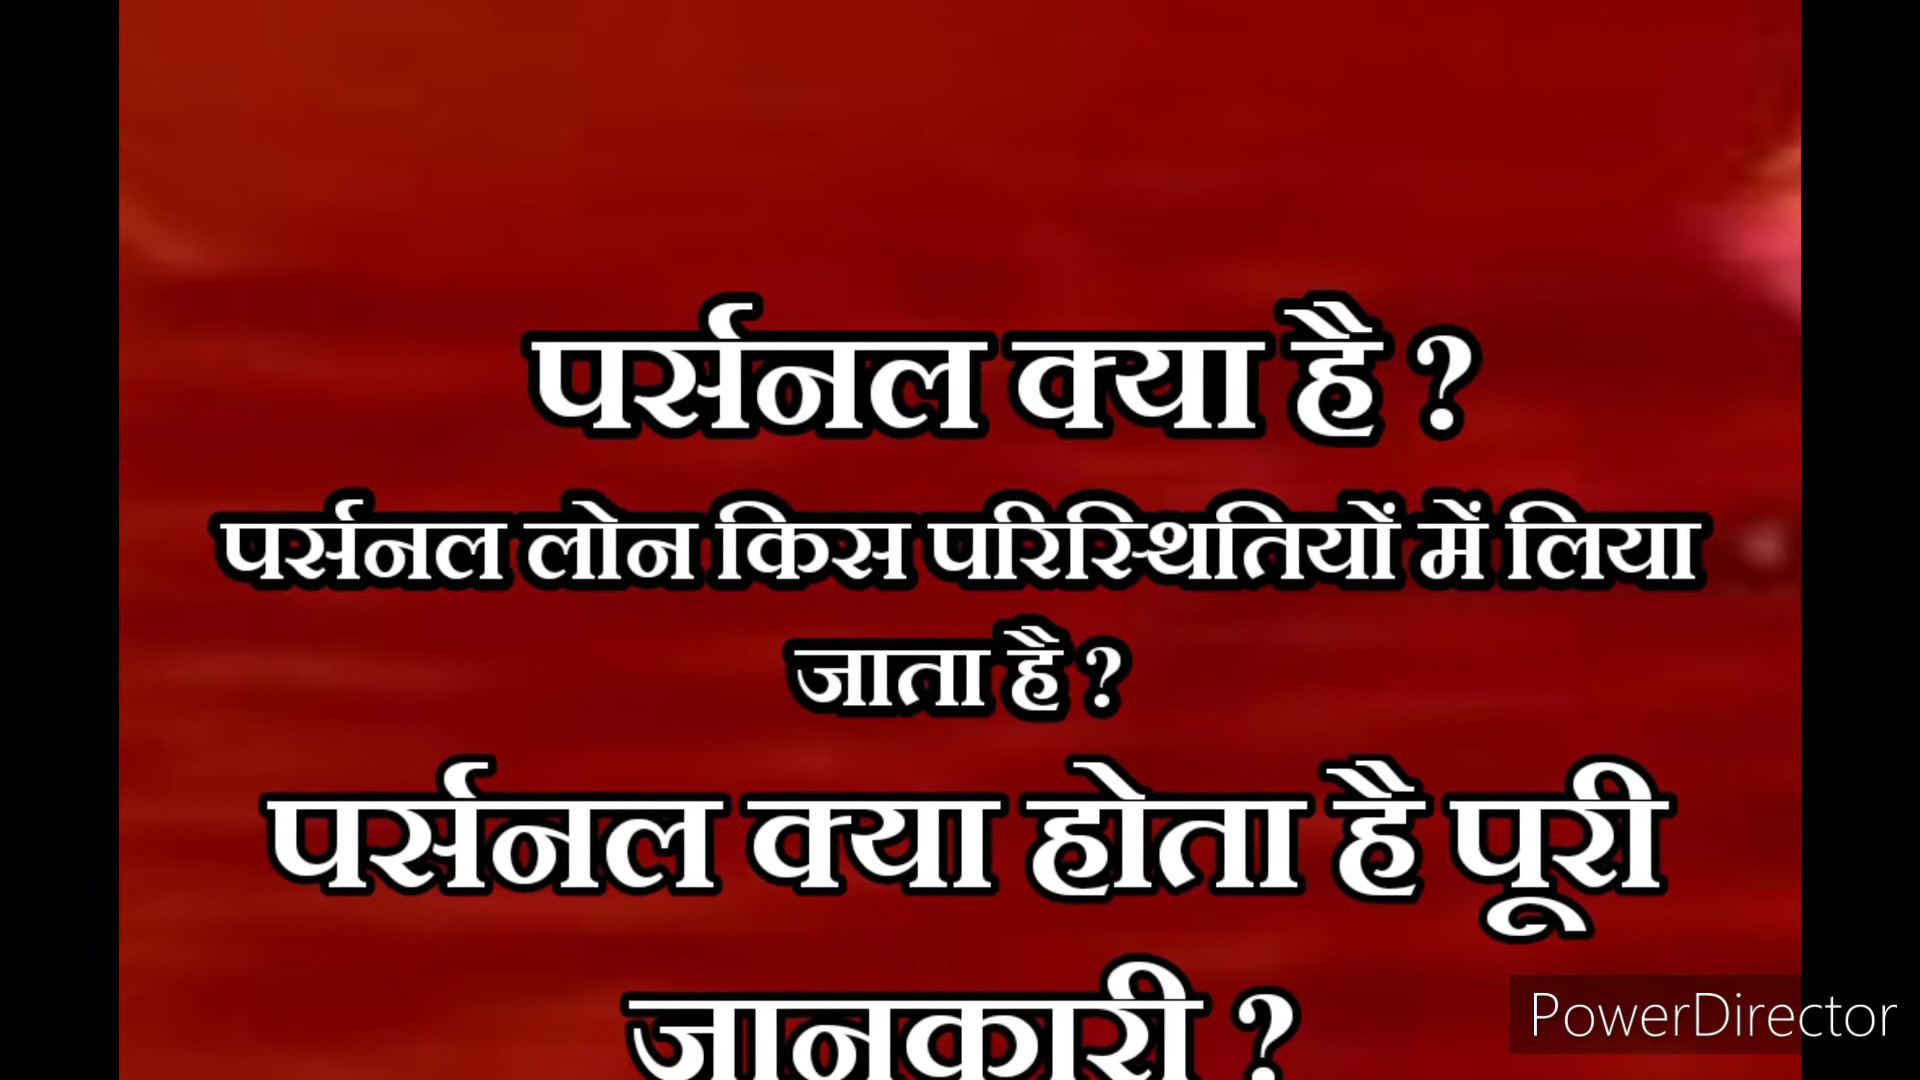 पर्सनल क्या है ?
पर्सनल लोन किस परिस्थितियों में लिया
जाता है ?
पर्सनल क्या होता है पूरी
जानकारी ?
PowerDirector